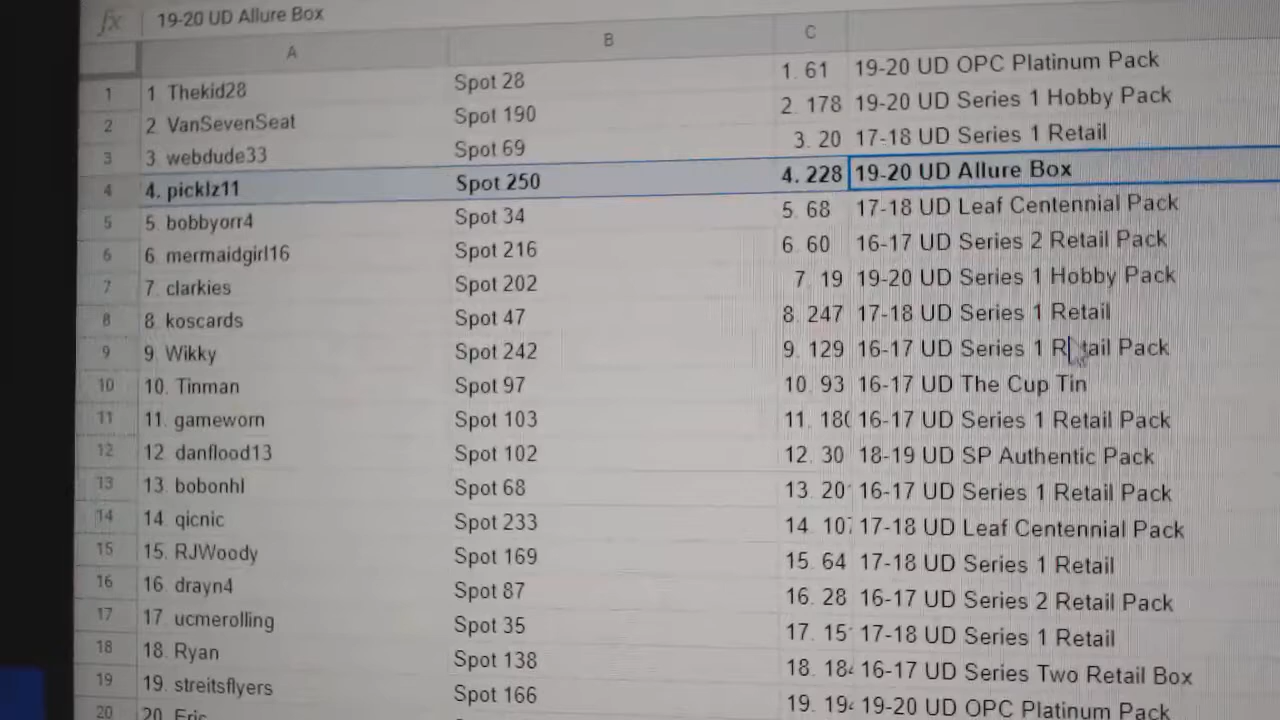 fx 19-20 UD Allure Box
A B C
1 1 Thekid28 Spot 28 1. 61 19-20 UD OPC Platinum Pack
2 2. VanSevenSeat Spot 190 2. 178 19-20 UD Series 1 Hobby Pack
3 3. webdude33 Spot 69 3. 20 17-18 UD Series 1 Retail
4 4. picklz11 Spot 250 4. 228 19-20 UD Allure Box
5 5. bobbyorr4 Spot 34 5. 68 17-18 UD Leaf Centennial Pack
6 6. mermaidgirl16 Spot 216 6. 60 16-17 UD Series 2 Retail Pack
7 7. clarkies Spot 202 7. 19 19-20 UD Series 1 Hobby Pack
8 8. koscards Spot 47 8. 247 17-18 UD Series 1 Retail
9 9. Wikky Spot 242 9. 129 16-17 UD Series 1 Retail Pack
10 10. Tinman Spot 97 10. 93 16-17 UD The Cup Tin
11 11. gameworn Spot 103 11. 180 16-17 UD Series 1 Retail Pack
12 12 danflood13 Spot 102 12. 30 18-19 UD SP Authentic Pack
13 13. bobonhl Spot 68 13. 20 16-17 UD Series 1 Retail Pack
14 14. qicnic Spot 233 14. 107 17-18 UD Leaf Centennial Pack
15 15. RJWoody Spot 169 15. 64 17-18 UD Series 1 Retail
16 16. drayn4 Spot 87 16. 28 16-17 UD Series 2 Retail Pack
17 17. ucmerolling Spot 35 17. 15 17-18 UD Series 1 Retail
18 18. Ryan Spot 138 18. 184 16-17 UD Series Two Retail Box
19 19. streitsflyers Spot 166 19. 19 19-20 UD OPC Platinum Pack
20 20. Eric